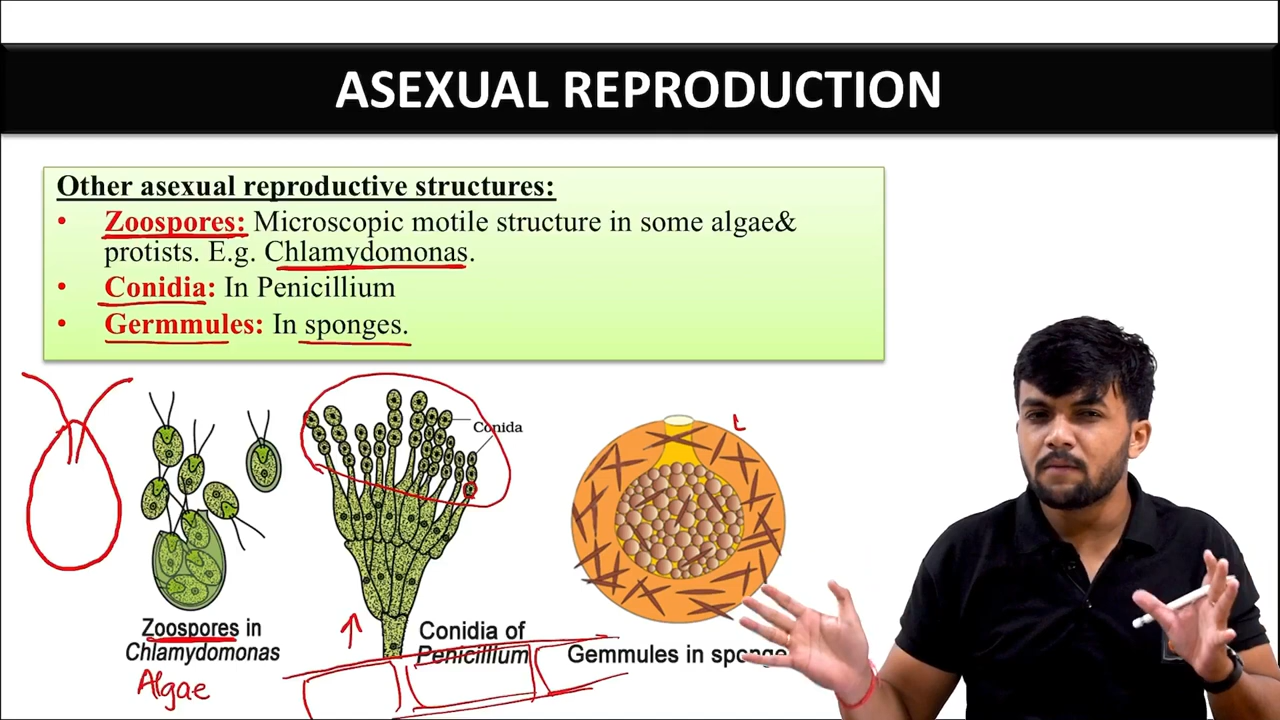 ASEXUAL REPRODUCTION
Other asexual reproductive structures:
• Zoospores: Microscopic motile structure in some algae&
protists. E.g. Chlamydomonas.
• Conidia: In Penicillium
• Germmules: In sponges.
Conida
Zoospores in
Chlamydomonas
Algae
Conidia of
Penicillium
Gemmules in sponge